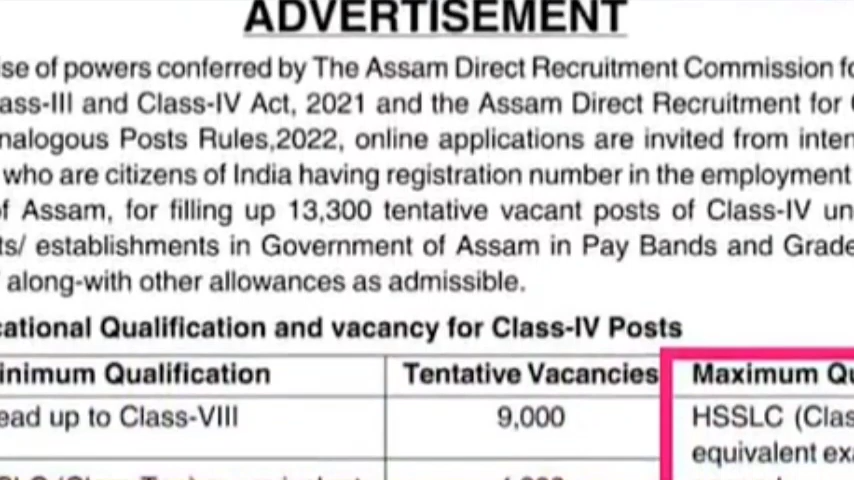 ADVERTISEMENT
ise of powers conferred by The Assam Direct Recruitment Commission fo
ass-III and Class-IV Act, 2021 and the Assam Direct Recruitment for
nalogous Posts Rules,2022, online applications are invited from inten
who are citizens of India having registration number in the employment
of Assam, for filling up 13,300 tentative vacant posts of Class-IV un
ts/ establishments in Government of Assam in Pay Bands and Grade
along-with other allowances as admissible.
cational Qualification and vacancy for Class-IV Posts
inimum Qualification Tentative Vacancies Maximum Qu
ead up to Class-VIII 9,000 HSSLC (Clas
equivalent exa